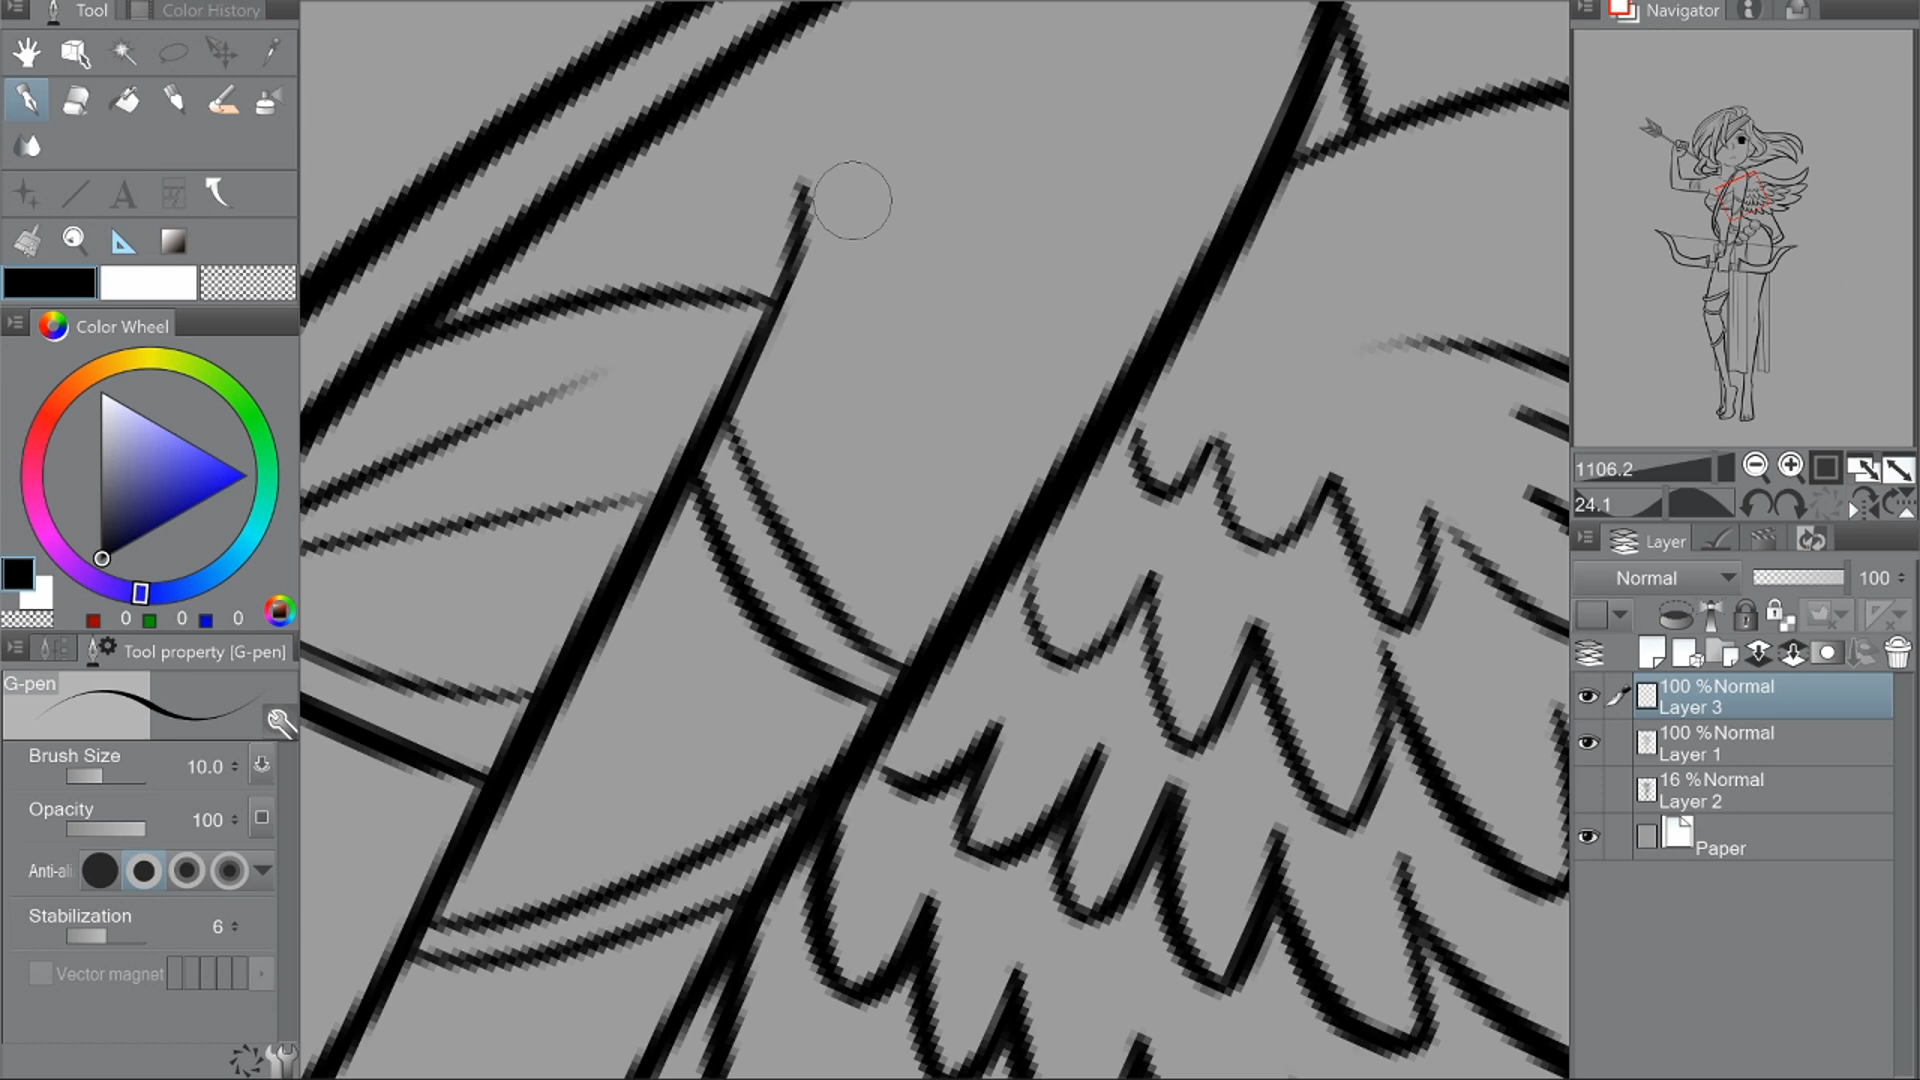 Tool
Color History
Color Wheel
0 0 0
Tool property [G-pen]
G-pen
Brush Size 10.0
Opacity 100
Anti-ali
Stabilization 6
Vector magnet
Navigator
1106.2
24.1
Layer
Normal 100
100 %Normal
Layer 3
100 %Normal
Layer 1
16 %Normal
Layer 2
Paper